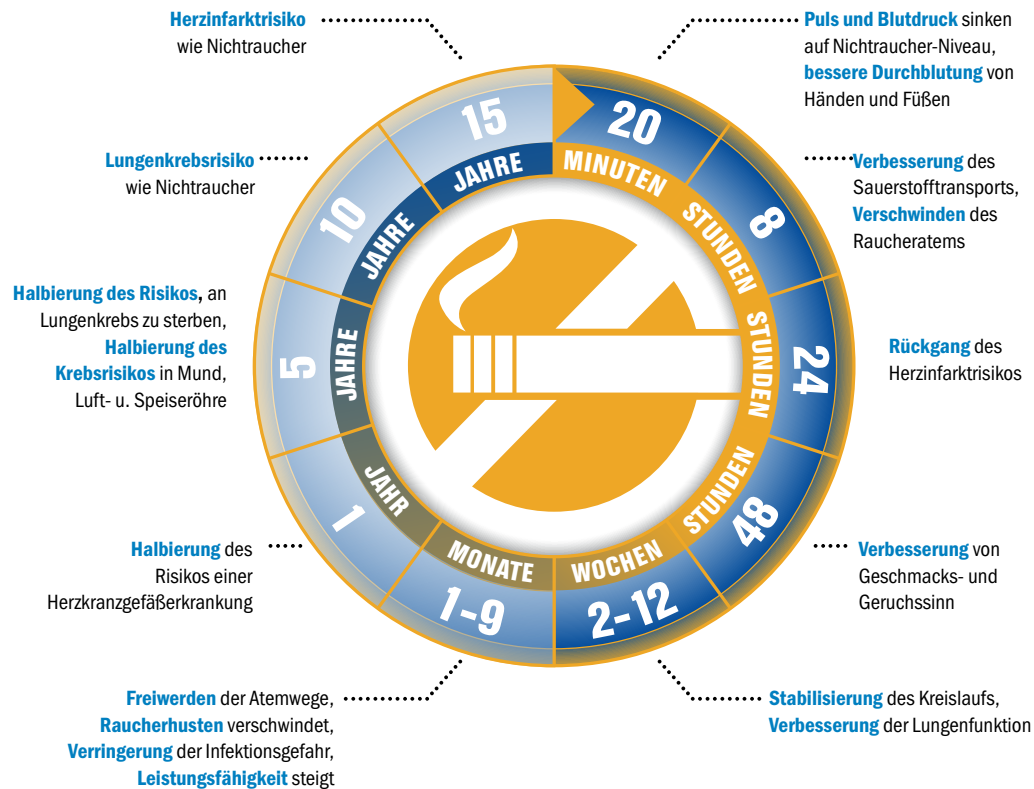 20
MINUTEN
Puls und Blutdruck sinken
auf Nichtraucher-Niveau,
bessere Durchblutung von
Händen und Füßen
8
STUNDEN
Verbesserung des
Sauerstofftransports,
Verschwinden des
Raucheratems
24
STUNDEN
Rückgang des
Herzinfarktrisikos
48
STUNDEN
Verbesserung von
Geschmacks- und
Geruchssinn
2-12
WOCHEN
Stabilisierung des Kreislaufs,
Verbesserung der Lungenfunktion
1-9
MONATE
Freiwerden der Atemwege,
Raucherhusten verschwindet,
Verringerung der Infektionsgefahr,
Leistungsfähigkeit steigt
1
JAHR
Halbierung des
Risikos einer
Herzkranzgefäßerkrankung
5
JAHRE
Halbierung des Risikos, an
Lungenkrebs zu sterben,
Halbierung des
Krebsrisikos in Mund,
Luft- u. Speiseröhre
10
JAHRE
Lungenkrebsrisiko
wie Nichtraucher
15
JAHRE
Herzinfarktrisiko
wie Nichtraucher